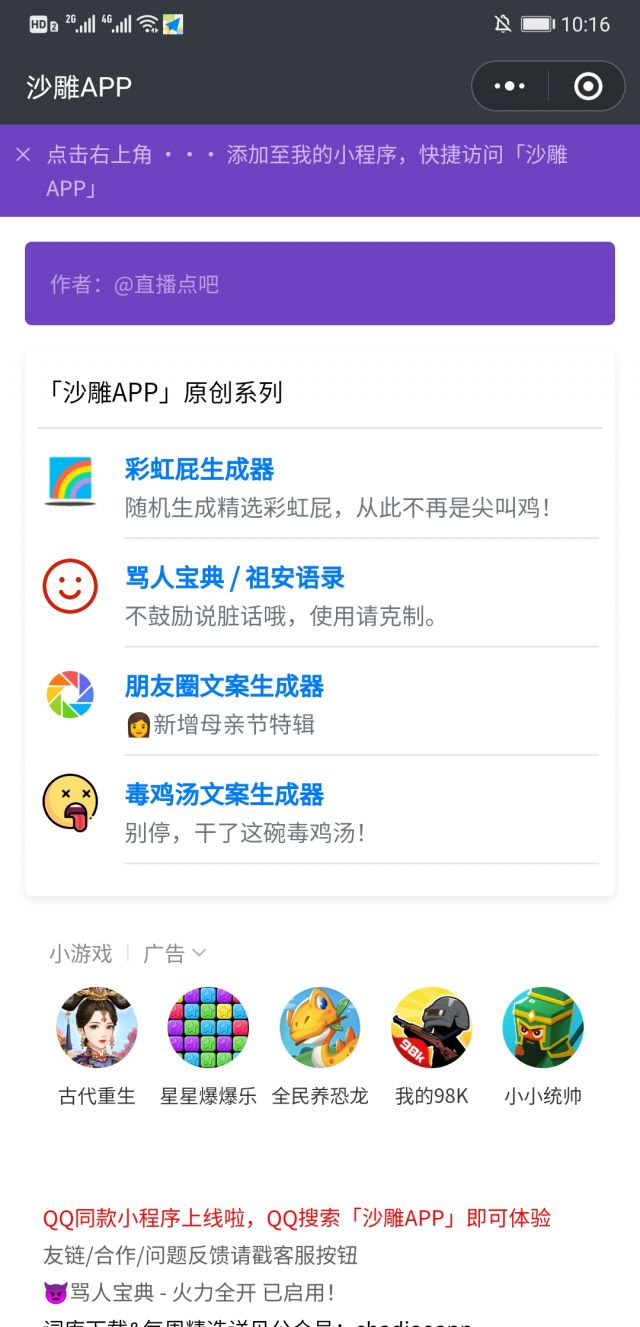 HD 2 2G 4G 10:16
沙雕APP
点击右上角 · · · 添加至我的小程序，快捷访问「沙雕
APP」
作者：@直播点吧
「沙雕APP」原创系列
彩虹屁生成器
随机生成精选彩虹屁，从此不再是尖叫鸡！
骂人宝典 / 祖安语录
不鼓励说脏话哦，使用请克制。
朋友圈文案生成器
👩新增母亲节特辑
毒鸡汤文案生成器
别停，干了这碗毒鸡汤！
小游戏 广告
98k
古代重生 星星爆爆乐 全民养恐龙 我的98K 小小统帅
QQ同款小程序上线啦，QQ搜索「沙雕APP」即可体验
友链/合作/问题反馈请戳客服按钮
😈骂人宝典 - 火力全开 已启用！